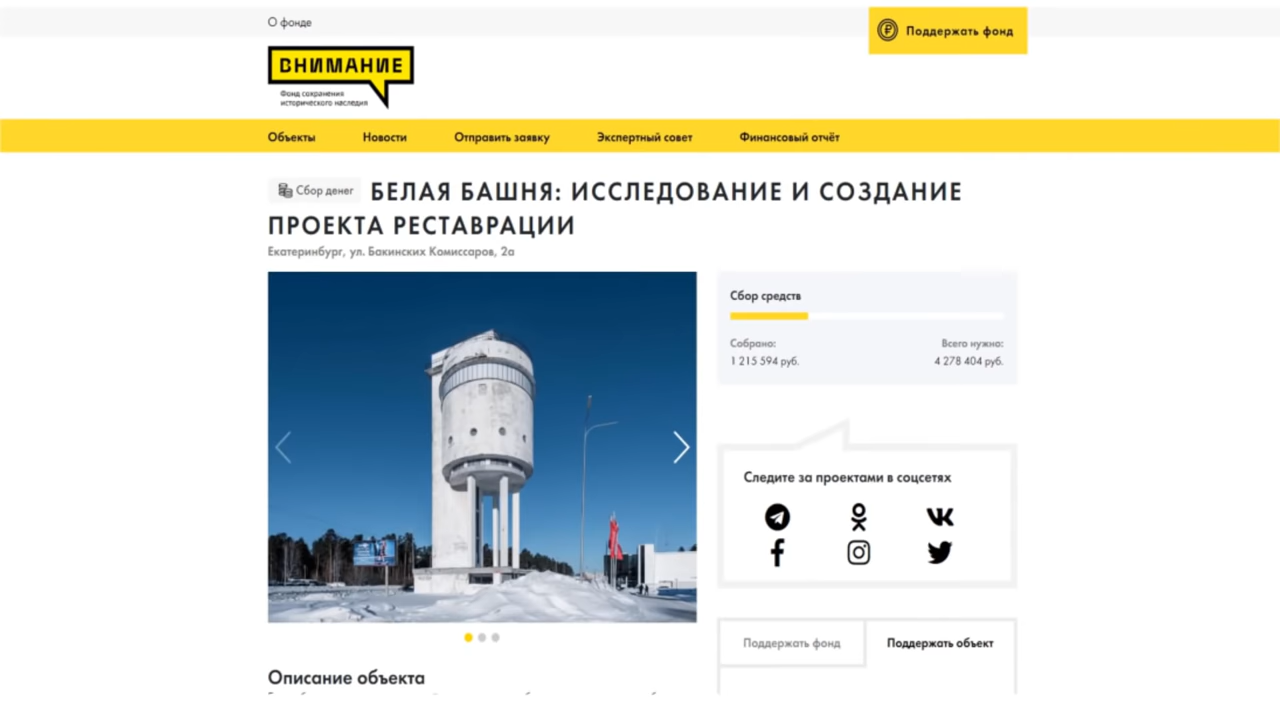 О фонде
Поддержать фонд
ВНИМАНИЕ
Фонд сохранения
исторического наследия
Объекты
Новости
Отправить заявку
Экспертный совет
Финансовый отчёт
Сбор денег
БЕЛАЯ БАШНЯ: ИССЛЕДОВАНИЕ И СОЗДАНИЕ
ПРОЕКТА РЕСТАВРАЦИИ
Екатеринбург, ул. Бакинских Комиссаров, 2а
Сбор средств
Собрано:
Всего нужно:
1 215 594 руб.
4 278 404 руб.
Следите за проектами в соцсетях
Поддержать фонд
Поддержать объект
Описание объекта